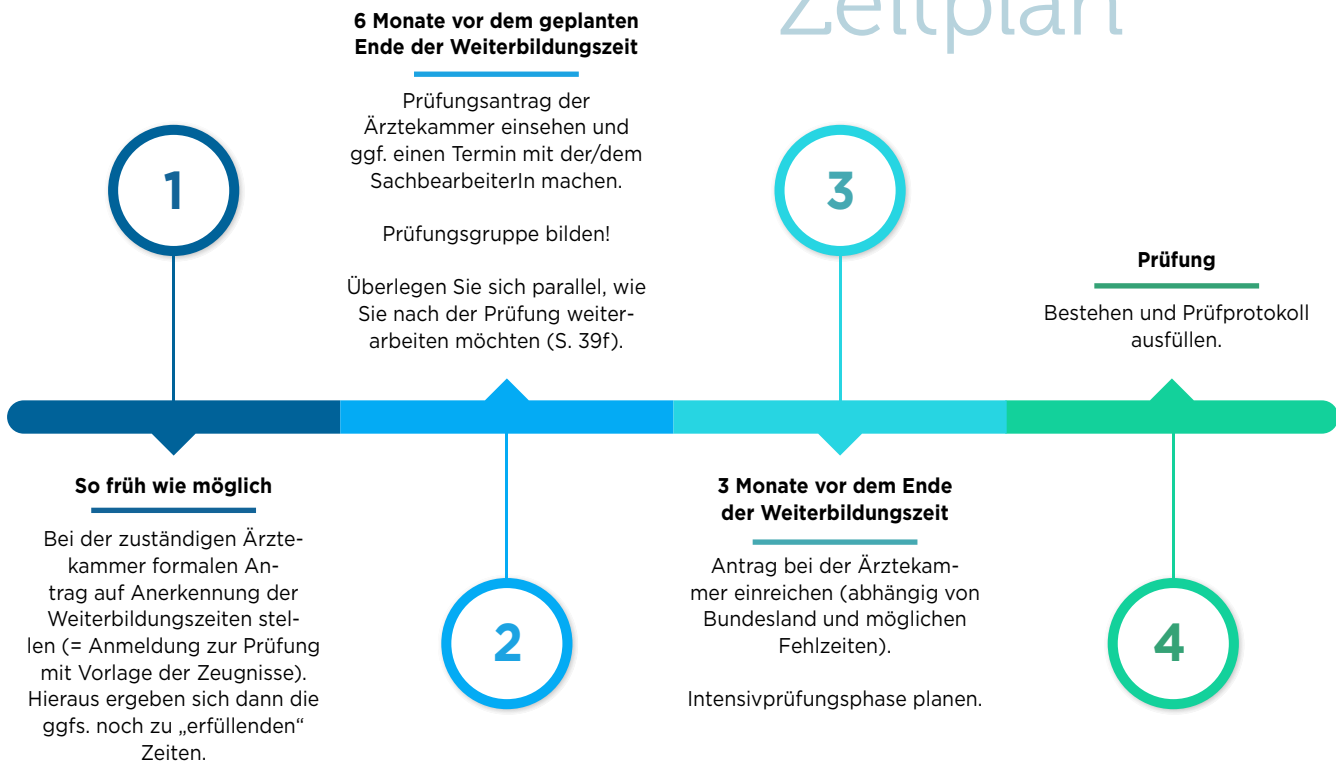 Zeitplan
1
So früh wie möglich
Bei der zuständigen Ärzte-
kammer formalen An-
trag auf Anerkennung der
Weiterbildungszeiten stel-
len (= Anmeldung zur Prüfung
mit Vorlage der Zeugnisse).
Hieraus ergeben sich dann die
ggfs. noch zu „erfüllenden“
Zeiten.
6 Monate vor dem geplanten
Ende der Weiterbildungszeit
Prüfungsantrag der
Ärztekammer einsehen und
ggf. einen Termin mit der/dem
SachbearbeiterIn machen.
Prüfungsgruppe bilden!
Überlegen Sie sich parallel, wie
Sie nach der Prüfung weiter-
arbeiten möchten (S. 39f).
2
3
3 Monate vor dem Ende
der Weiterbildungszeit
Antrag bei der Ärztekam-
mer einreichen (abhängig von
Bundesland und möglichen
Fehlzeiten).
Intensivprüfungsphase planen.
Prüfung
Bestehen und Prüfprotokoll
ausfüllen.
4